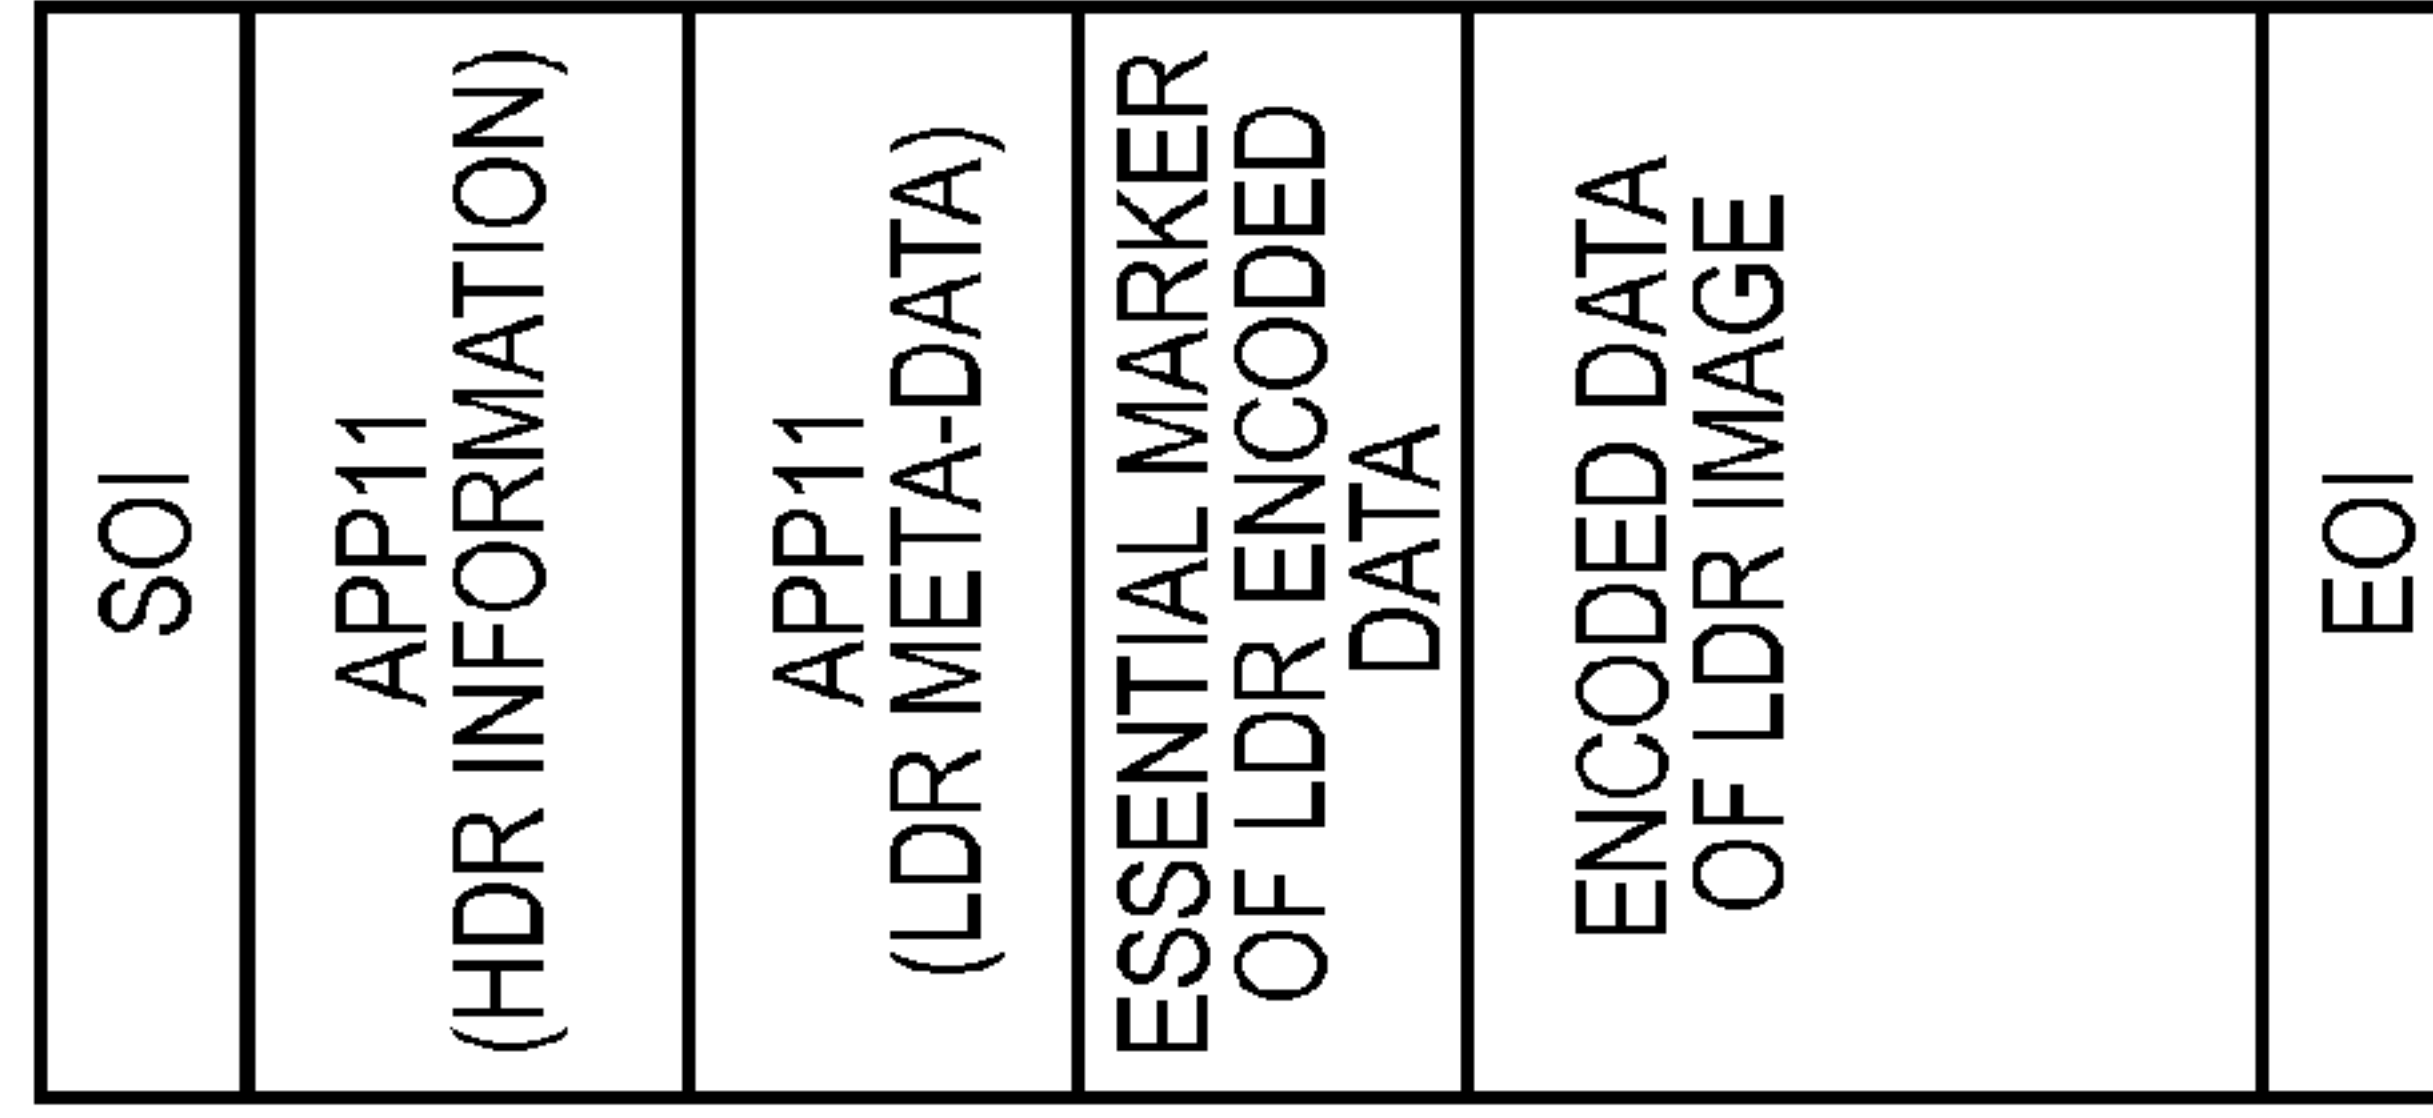 SOI
APP11
(HDR INFORMATION)
APP11
(LDR META-DATA)
ESSENTIAL MARKER
OF LDR ENCODED
DATA
ENCODED DATA
OF LDR IMAGE
EOI